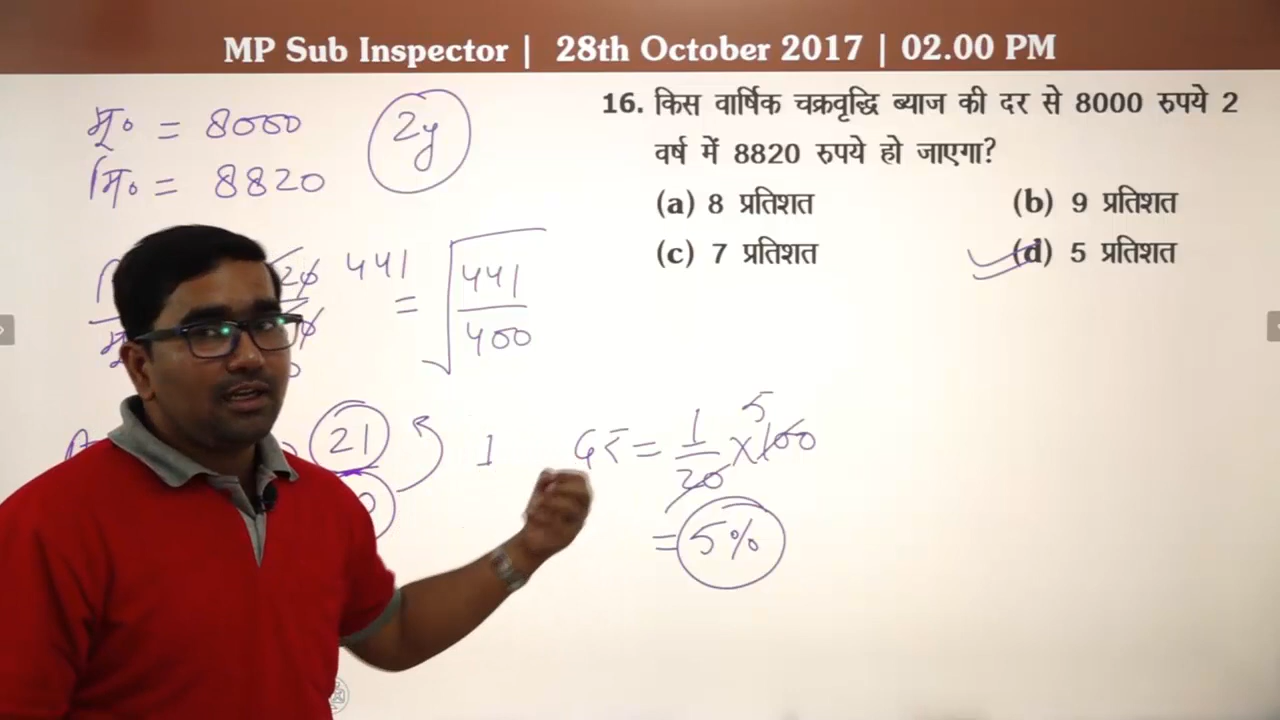 MP Sub Inspector | 28th October 2017 | 02.00 PM
16. किस वार्षिक चक्रवृद्धि ब्याज की दर से 8000 रुपये 2
वर्ष में 8820 रुपये हो जाएगा?
(a) 8 प्रतिशत
(b) 9 प्रतिशत
(c) 7 प्रतिशत
(d) 5 प्रतिशत
मू० = 8000
मि० = 8820
2y
441 = √441/400
21
1
दर = 1/20 × 100 5
= 5%